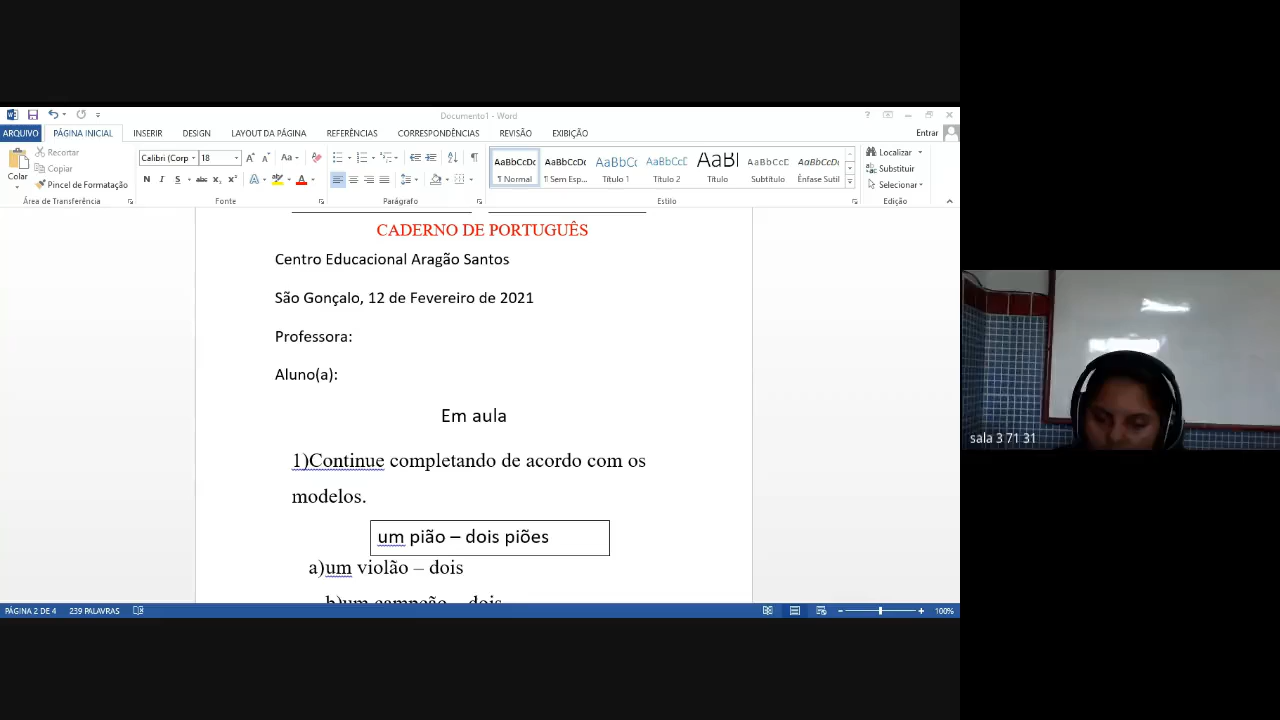 Documento1 - Word
ARQUIVO PÁGINA INICIAL INSERIR DESIGN LAYOUT DA PÁGINA REFERÊNCIAS CORRESPONDÊNCIAS REVISÃO EXIBIÇÃO Entrar
Colar
Recortar
Copiar
Pincel de Formatação
Área de Transferência
Calibri (Corp 18
Fonte
Parágrafo
AaBbCcDc AaBbCcDc AaBbCc AaBbCcD AaBl AaBbCcD AaBbCcDc
¶ Normal ¶ Sem Esp... Título 1 Título 2 Título Subtítulo Ênfase Sutil
Estilo
Localizar
Substituir
Selecionar
Edição
CADERNO DE PORTUGUÊS
Centro Educacional Aragão Santos
São Gonçalo, 12 de Fevereiro de 2021
Professora:
Aluno(a):
Em aula
1)Continue completando de acordo com os
modelos.
um pião – dois piões
a)um violão – dois
b)um campeão – dois
PÁGINA 2 DE 4 239 PALAVRAS 100%
sala 3 71 31